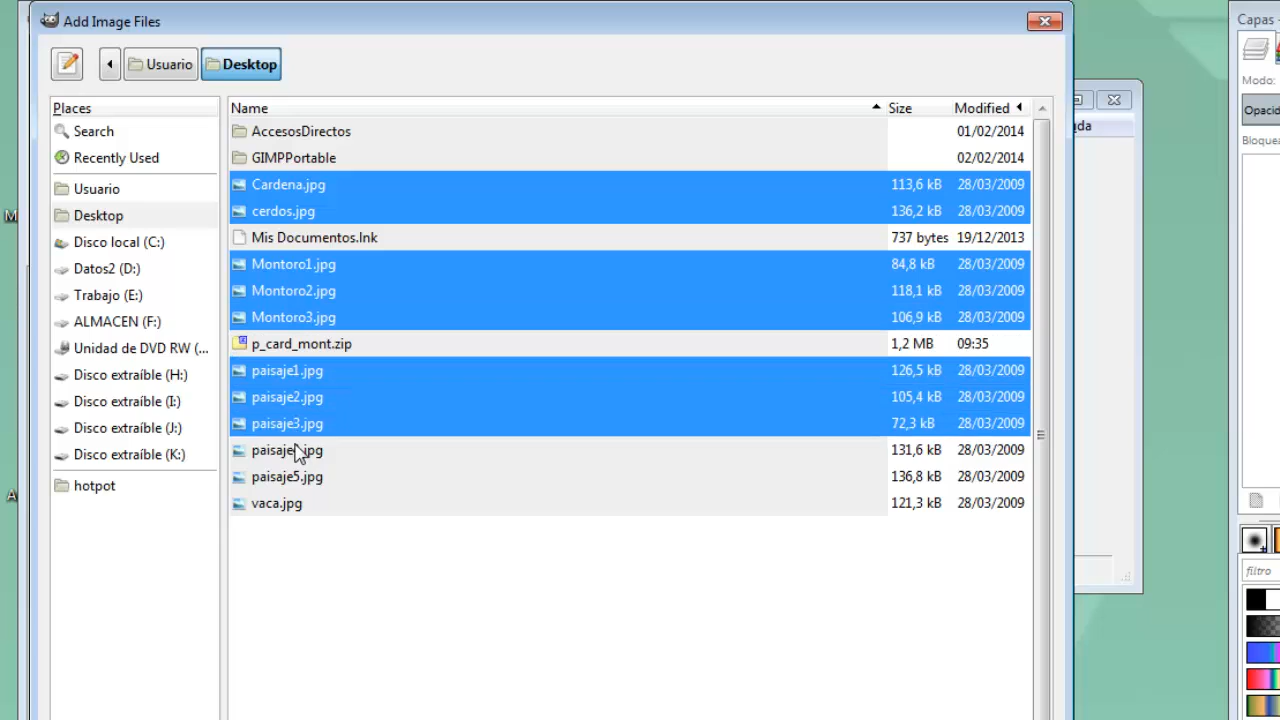 Add Image Files
Usuario
Desktop
Places
Search
Recently Used
Usuario
Desktop
Disco local (C:)
Datos2 (D:)
Trabajo (E:)
ALMACEN (F:)
Unidad de DVD RW (...
Disco extraíble (H:)
Disco extraíble (I:)
Disco extraíble (J:)
Disco extraíble (K:)
hotpot
Name Size Modified
AccesosDirectos 01/02/2014
GIMPPortable 02/02/2014
Cardena.jpg 113,6 kB 28/03/2009
cerdos.jpg 136,2 kB 28/03/2009
Mis Documentos.lnk 737 bytes 19/12/2013
Montoro1.jpg 84,8 kB 28/03/2009
Montoro2.jpg 118,1 kB 28/03/2009
Montoro3.jpg 106,9 kB 28/03/2009
p_card_mont.zip 1,2 MB 09:35
paisaje1.jpg 126,5 kB 28/03/2009
paisaje2.jpg 105,4 kB 28/03/2009
paisaje3.jpg 72,3 kB 28/03/2009
131,6 kB 28/03/2009
paisaje5.jpg 136,8 kB 28/03/2009
vaca.jpg 121,3 kB 28/03/2009
M
A
da
Capas -
Modo:
Opacid
Bloquea
filtro